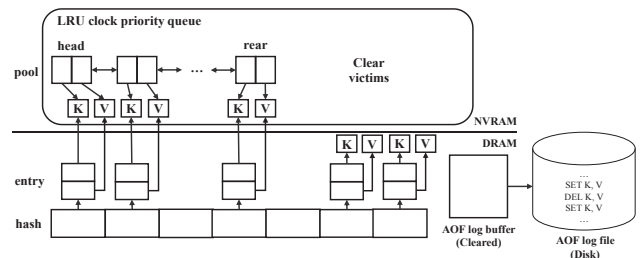 LRU clock priority queue
head
rear
pool
...
Clear
victims
K V K V K V
NVRAM
DRAM
K V K V
entry
hash
AOF log buffer
(Cleared)
...
SET K, V
DEL K, V
SET K, V
...
AOF log file
(Disk)